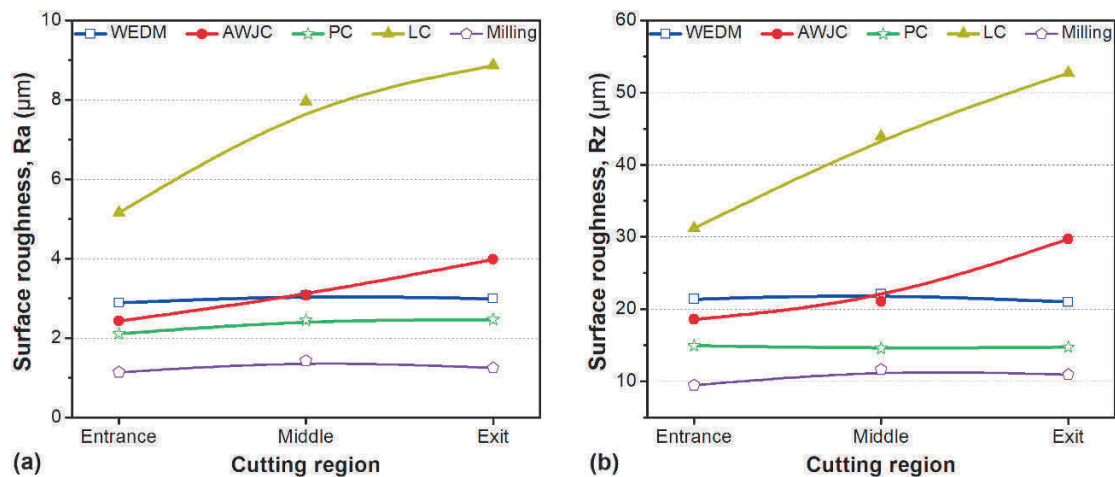 WEDM AWJC PC LC Milling
Surface roughness, Ra (µm)
10
8
6
4
2
0
Entrance Middle Exit
(a) Cutting region
WEDM AWJC PC LC Milling
Surface roughness, Rz (µm)
60
50
40
30
20
10
Entrance Middle Exit
(b) Cutting region